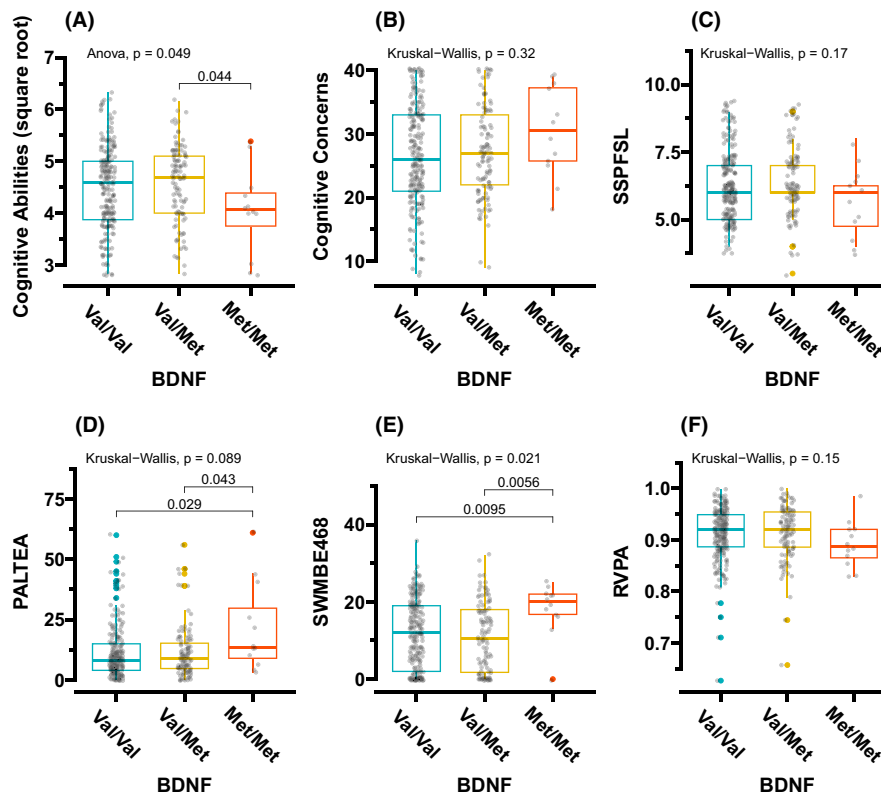 (A)
Anova, p = 0.049
0.044
Cognitive Abilities (square root)
7
6
5
4
3
Val/Val
Val/Met
Met/Met
BDNF
(B)
Kruskal−Wallis, p = 0.32
Cognitive Concerns
40
30
20
10
Val/Val
Val/Met
Met/Met
BDNF
(C)
Kruskal−Wallis, p = 0.17
SSPFSL
10.0
7.5
5.0
Val/Val
Val/Met
Met/Met
BDNF
(D)
Kruskal−Wallis, p = 0.089
0.043
0.029
PALTEA
75
50
25
0
Val/Val
Val/Met
Met/Met
BDNF
(E)
Kruskal−Wallis, p = 0.021
0.0056
0.0095
SWMBE468
40
20
0
Val/Val
Val/Met
Met/Met
BDNF
(F)
Kruskal−Wallis, p = 0.15
RVPA
1.0
0.9
0.8
0.7
Val/Val
Val/Met
Met/Met
BDNF